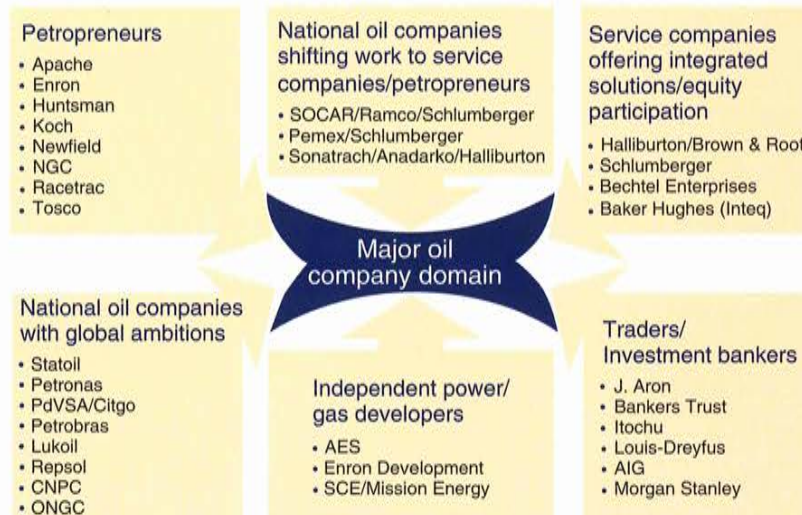 Petropreneurs
• Apache
• Enron
• Huntsman
• Koch
• Newfield
• NGC
• Racetrac
• Tosco
National oil companies
shifting work to service
companies/petropreneurs
• SOCAR/Ramco/Schlumberger
• Pemex/Schlumberger
• Sonatrach/Anadarko/Halliburton
Service companies
offering integrated
solutions/equity
participation
• Halliburton/Brown & Root
• Schlumberger
• Bechtel Enterprises
• Baker Hughes (Inteq)
Major oil
company domain
National oil companies
with global ambitions
• Statoil
• Petronas
• PdVSA/Citgo
• Petrobras
• Lukoil
• Repsol
• CNPC
• ONGC
Independent power/
gas developers
• AES
• Enron Development
• SCE/Mission Energy
Traders/
Investment bankers
• J. Aron
• Bankers Trust
• Itochu
• Louis-Dreyfus
• AIG
• Morgan Stanley